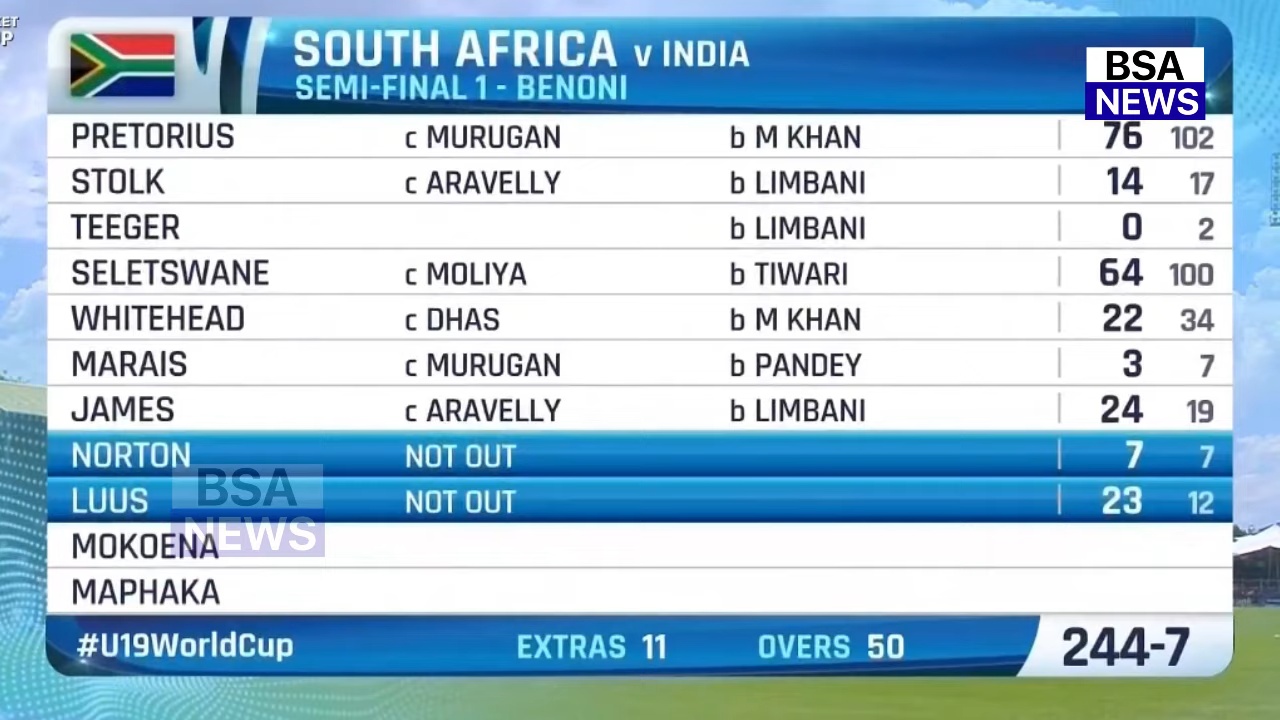 ET
P
SOUTH AFRICA v INDIA
SEMI-FINAL 1 - BENONI
BSA
NEWS
PRETORIUS c MURUGAN b M KHAN 76 102
STOLK c ARAVELLY b LIMBANI 14 17
TEEGER b LIMBANI 0 2
SELETSWANE c MOLIYA b TIWARI 64 100
WHITEHEAD c DHAS b M KHAN 22 34
MARAIS c MURUGAN b PANDEY 3 7
JAMES c ARAVELLY b LIMBANI 24 19
NORTON NOT OUT 7 7
LUUS NOT OUT 23 12
BSA
NEWS
MOKOENA
MAPHAKA
#U19WorldCup EXTRAS 11 OVERS 50 244-7